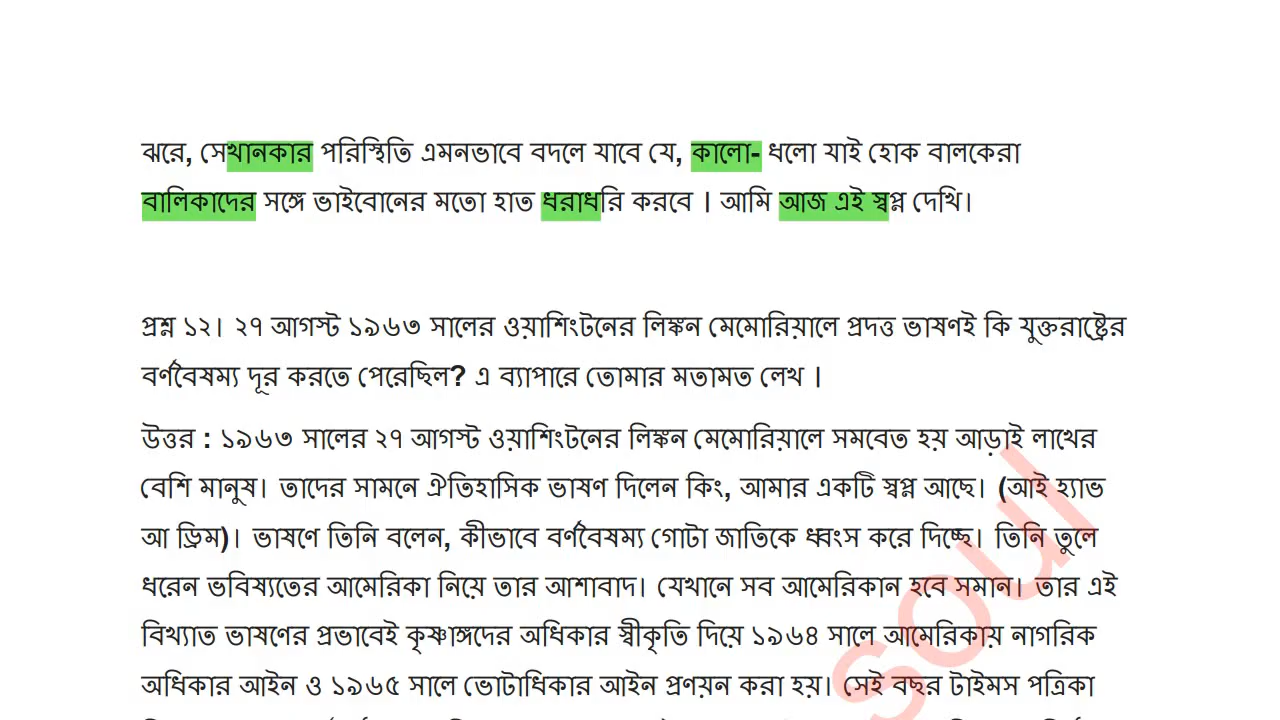 ঝরে, সেখানকার পরিস্থিতি এমনভাবে বদলে যাবে যে, কালো- ধলো যাই হোক বালকেরা
বালিকাদের সঙ্গে ভাইবোনের মতো হাত ধরাধরি করবে । আমি আজ এই স্বপ্ন দেখি।
প্রশ্ন ১২। ২৭ আগস্ট ১৯৬৩ সালের ওয়াশিংটনের লিঙ্কন মেমোরিয়ালে প্রদত্ত ভাষণই কি যুক্তরাষ্ট্রের
বর্ণবৈষম্য দূর করতে পেরেছিল? এ ব্যাপারে তোমার মতামত লেখ ।
উত্তর : ১৯৬৩ সালের ২৭ আগস্ট ওয়াশিংটনের লিঙ্কন মেমোরিয়ালে সমবেত হয় আড়াই লাখের
বেশি মানুষ। তাদের সামনে ঐতিহাসিক ভাষণ দিলেন কিং, আমার একটি স্বপ্ন আছে। (আই হ্যাভ
আ ড্রিম)। ভাষণে তিনি বলেন, কীভাবে বর্ণবৈষম্য গোটা জাতিকে ধ্বংস করে দিচ্ছে। তিনি তুলে
ধরেন ভবিষ্যতের আমেরিকা নিয়ে তার আশাবাদ। যেখানে সব আমেরিকান হবে সমান। তার এই
বিখ্যাত ভাষণের প্রভাবেই কৃষ্ণাঙ্গদের অধিকার স্বীকৃতি দিয়ে ১৯৬৪ সালে আমেরিকায় নাগরিক
অধিকার আইন ও ১৯৬৫ সালে ভোটাধিকার আইন প্রণয়ন করা হয়। সেই বছর টাইমস পত্রিকা
soul